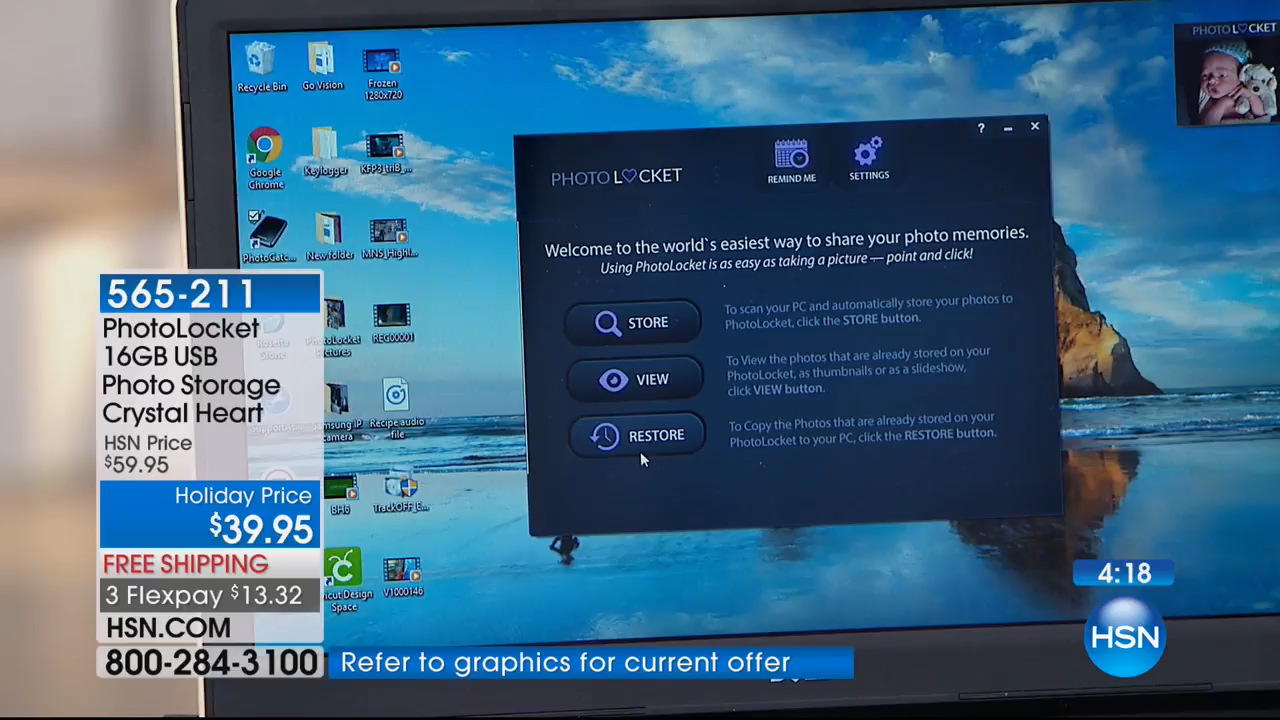 PHOTO LOCKET
Recycle Bin
Go Vision
Frozen
1280x720
Google
Chrome
Keylogger
PhotoGatc...
New folder
MNS_Highl...
PhotoLocket
Pictures
REG00001
Samsung IP
camera
Recipe audio
file
BH6
TrackOFF_E...
Design
Space
V1000146
?
PHOTO LOCKET
REMIND ME
SETTINGS
Welcome to the world`s easiest way to share your photo memories.
Using PhotoLocket is as easy as taking a picture — point and click!
STORE
To scan your PC and automatically store your photos to
PhotoLocket, click the STORE button.
VIEW
To View the photos that are already stored on your
PhotoLocket, as thumbnails or as a slideshow,
click VIEW button.
RESTORE
To Copy the Photos that are already stored on your
PhotoLocket to your PC, click the RESTORE button.
565-211
PhotoLocket
16GB USB
Photo Storage
Crystal Heart
HSN Price
$59.95
Holiday Price
$39.95
FREE SHIPPING
3 Flexpay $13.32
HSN.COM
800-284-3100
Refer to graphics for current offer
4:18
HSN